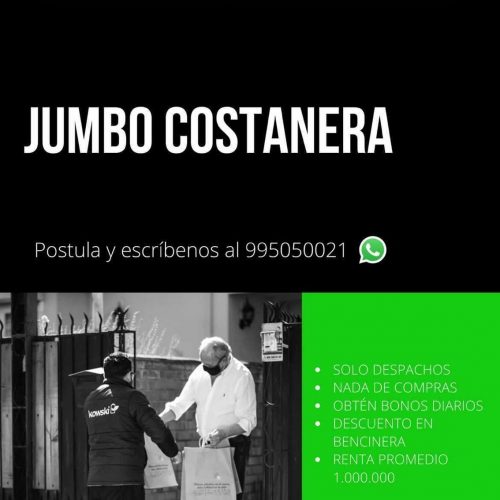 JUMBO COSTANERA
Postula y escríbenos al 995050021
kowski
SOLO DESPACHOS
NADA DE COMPRAS
OBTÉN BONOS DIARIOS
DESCUENTO EN
BENCINERA
RENTA PROMEDIO
1.000.000